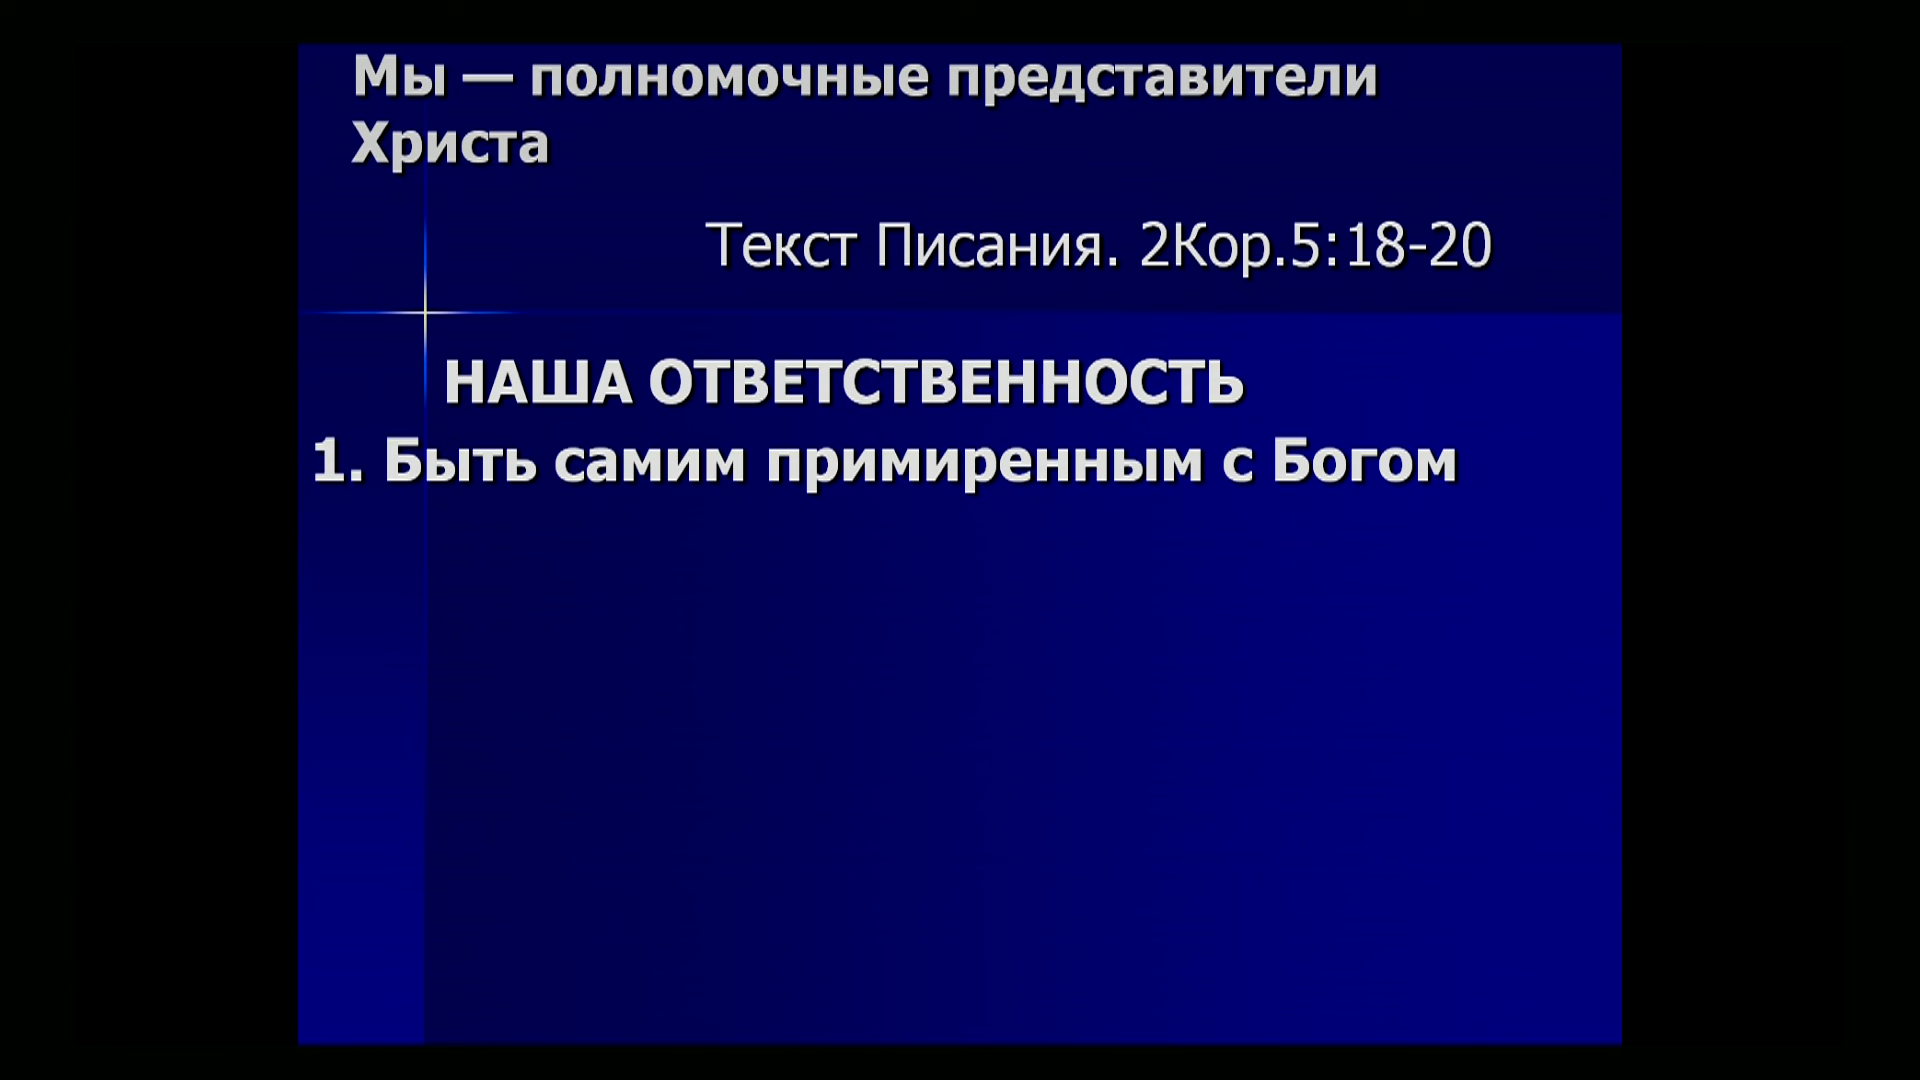 Мы — полномочные представители
Христа
Текст Писания. 2Кор.5:18-20
НАША ОТВЕТСТВЕННОСТЬ
1. Быть самим примиренным с Богом